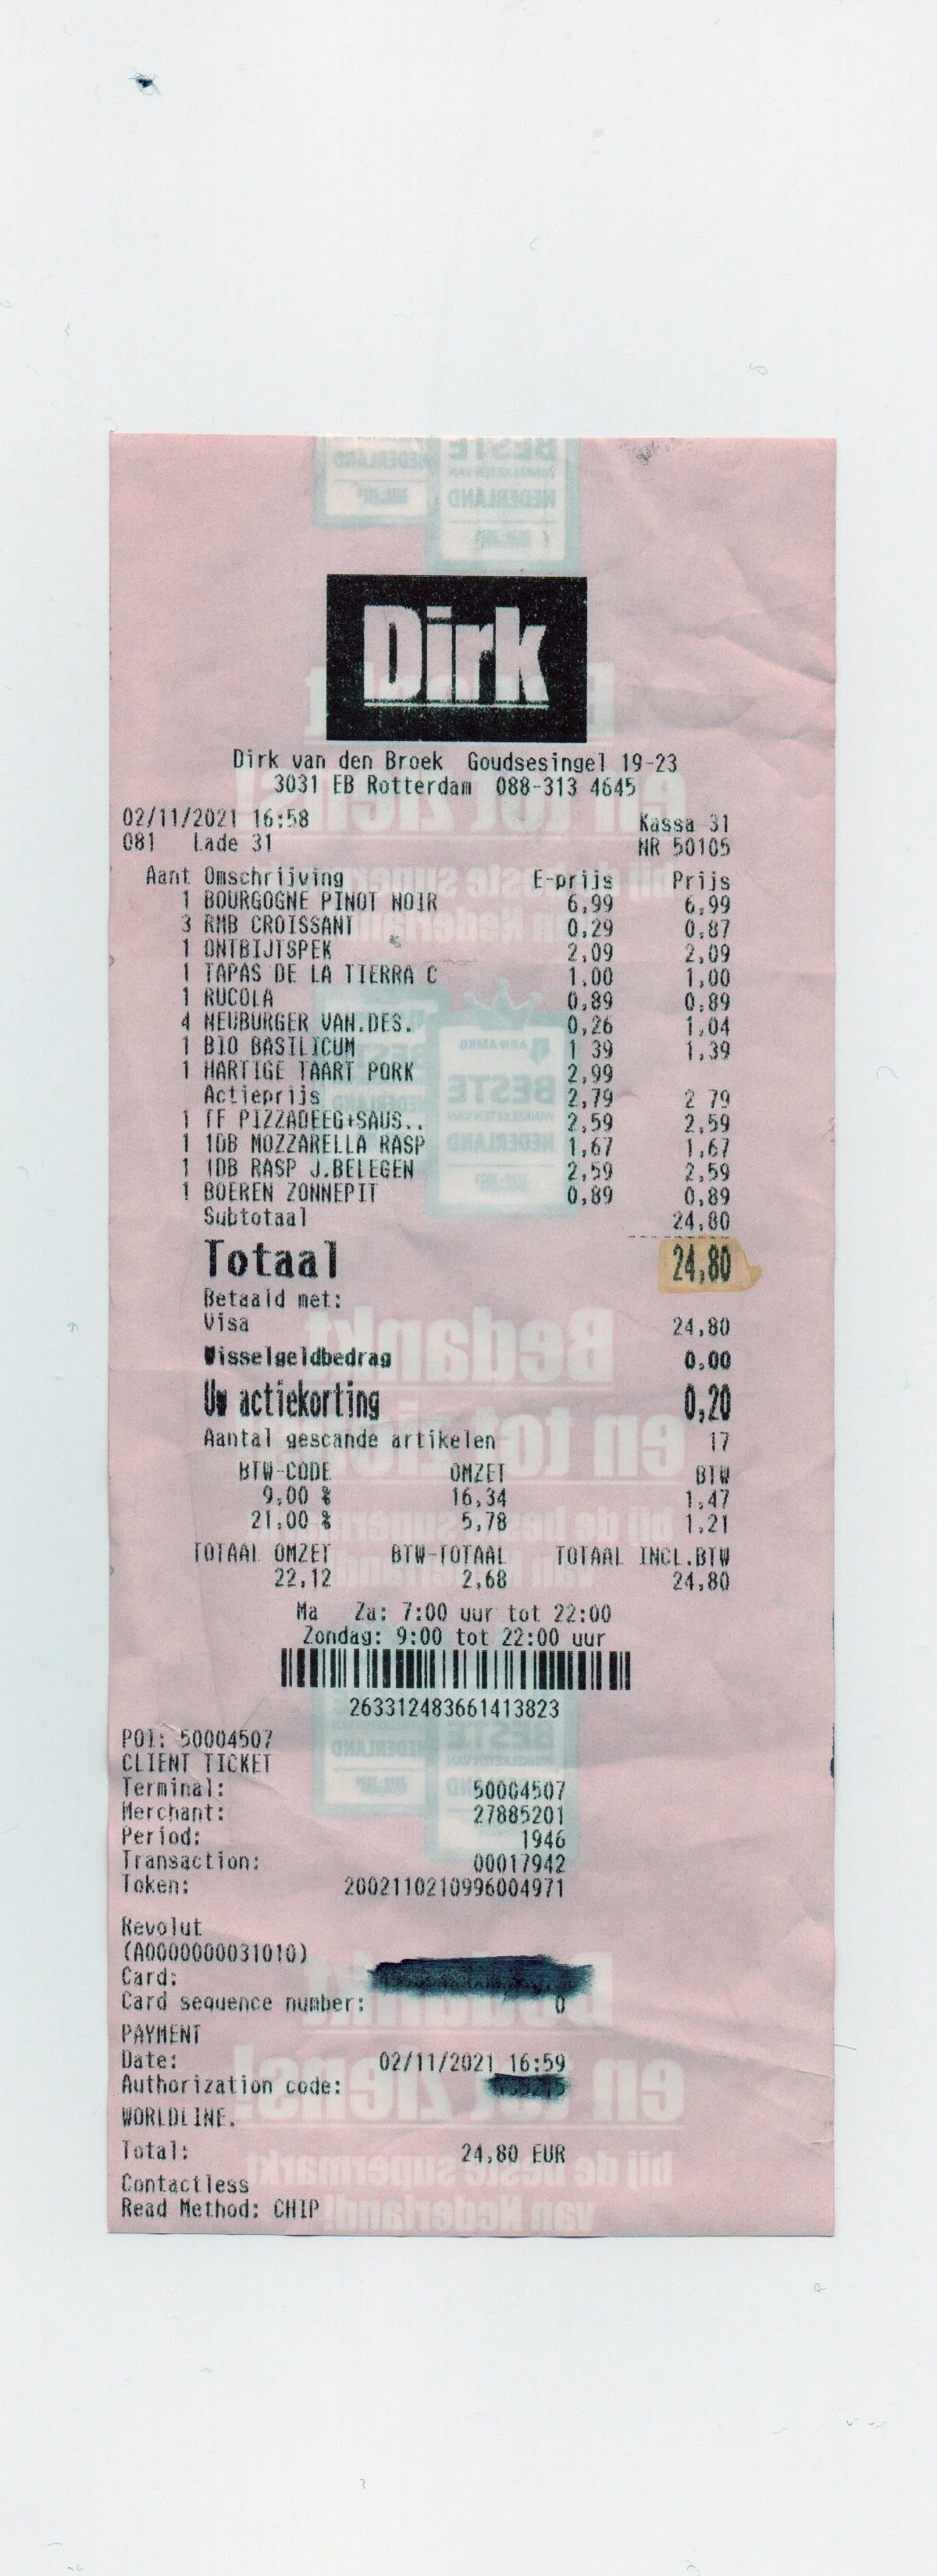 Dirk
Dirk van den Broek Goudsesingel 19-23
3031 EB Rotterdam 088-313 4645
02/11/2021 16:58 Kassa 31
081 Lade 31 NR 50105
Aant Omschrijving E-prijs Prijs
1 BOURGOGNE PINOT NOIR 6,99 6,99
3 RMB CROISSANT 0,29 0,87
1 ONTBIJTSPEK 2,09 2,09
1 TAPAS DE LA TIERRA C 1,00 1,00
1 RUCOLA 0,89 0,89
4 NEUBURGER VAN.DES. 0,26 1,04
1 BIO BASILICUM 1 39 1,39
1 HARTIGE TAART PORK 2,99
Actieprijs 2,79 2 79
1 FF PIZZADEEG+SAUS.. 2,59 2,59
1 1DB MOZZARELLA RASP 1,67 1,67
1 1DB RASP J.BELEGEN 2,59 2,59
1 BOEREN ZONNEPIT 0,89 0,89
Subtotaal 24,80
Totaal 24,80
Betaald met:
Visa 24,80
Wisselgeldbedrag 0,00
Uw actiekorting 0,20
Aantal gescande artikelen 17
BTW-CODE OMZET BTW
9,00 % 16,34 1,47
21,00 % 5,78 1,21
TOTAAL OMZET BTW-TOTAAL TOTAAL INCL.BTW
22,12 2,68 24,80
Ma Za: 7:00 uur tot 22:00
Zondag: 9:00 tot 22:00 uur
263312483661413823
POI: 50004507
CLIENT TICKET
Terminal: 50004507
Merchant: 27885201
Period: 1946
Transaction: 00017942
Token: 2002110210996004971
Revolut
(A0000000031010)
Card:
Card sequence number: 0
PAYMENT
Date: 02/11/2021 16:59
Authorization code:
WORLDLINE.
Total: 24,80 EUR
Contactless
Read Method: CHIP